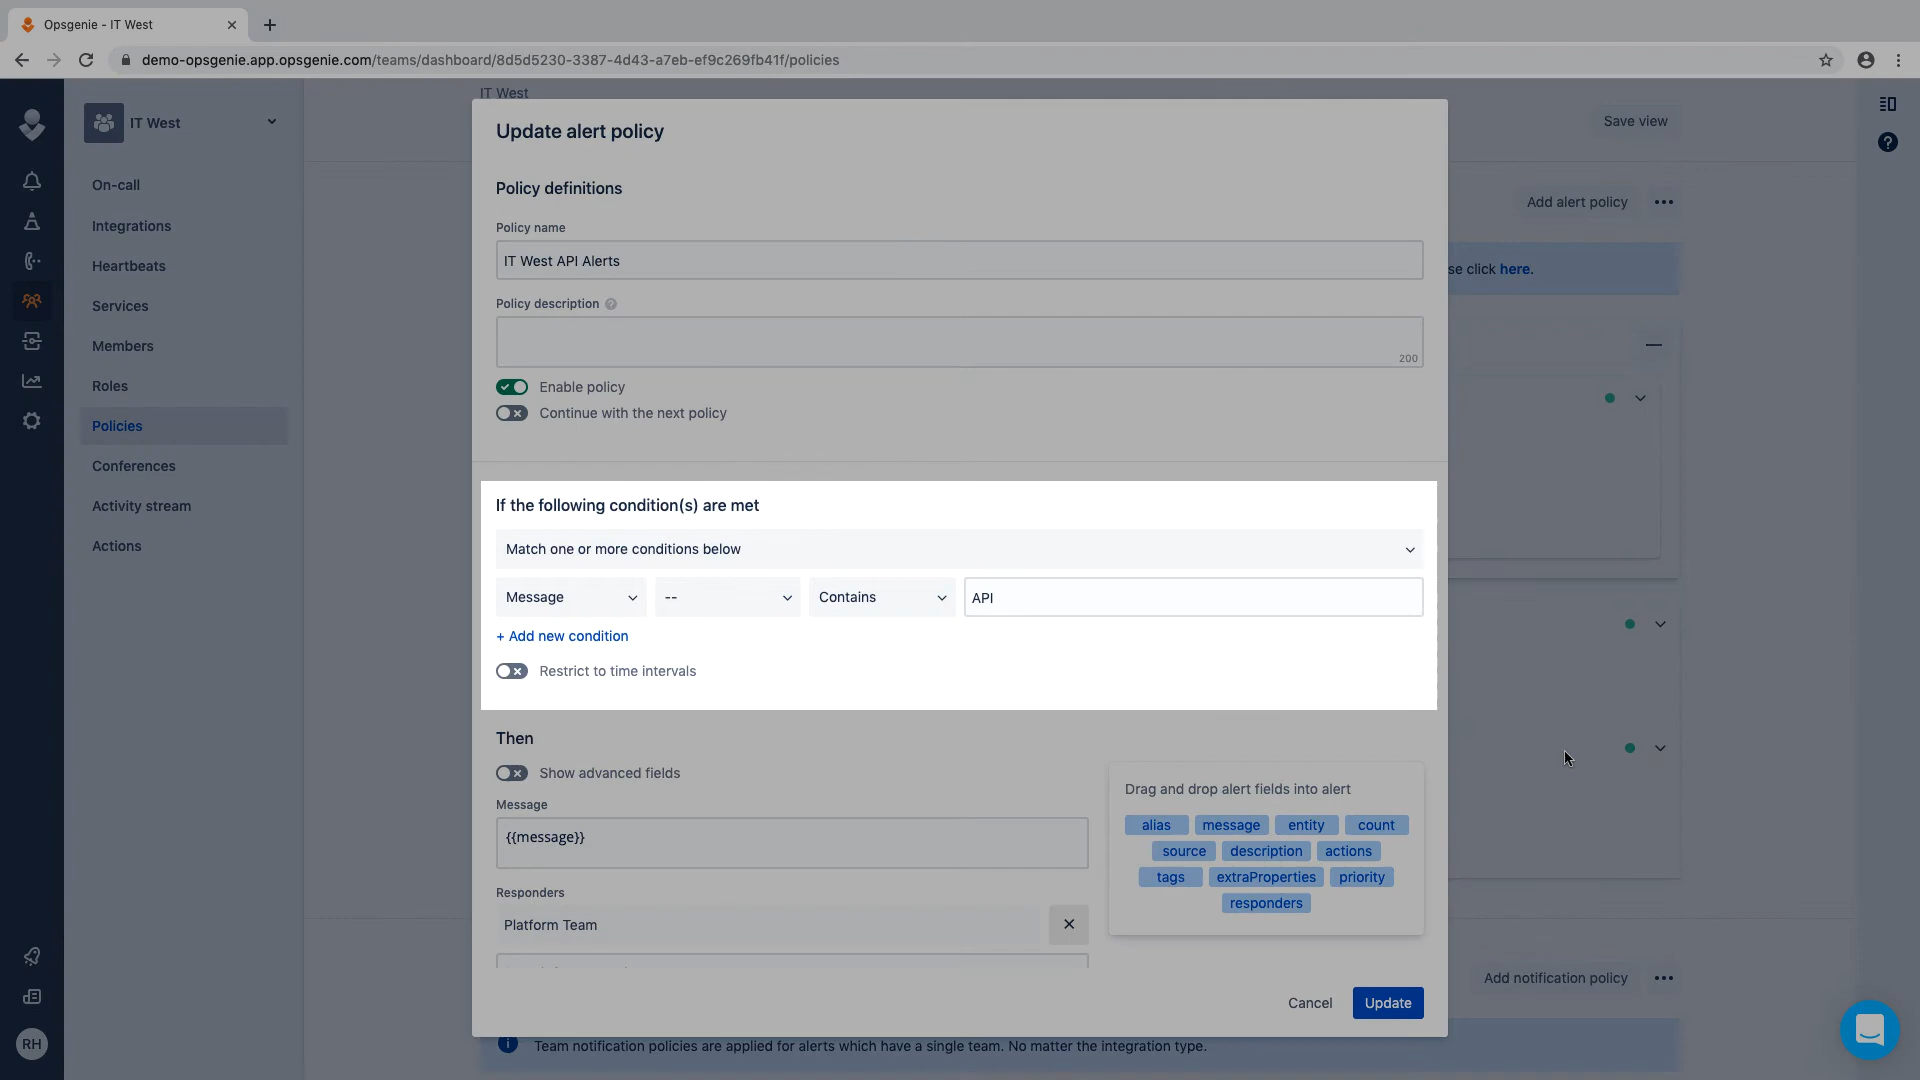 Opsgenie - IT West
demo-opsgenie.app.opsgenie.com/teams/dashboard/8d5d5230-3387-4d43-a7eb-ef9c269fb41f/policies
IT West
IT West
Save view
On-call
Integrations
Heartbeats
Services
Members
Roles
Policies
Conferences
Activity stream
Actions
RH
Add alert policy
se click here.
Update alert policy
Policy definitions
Policy name
IT West API Alerts
Policy description
200
Enable policy
Continue with the next policy
If the following condition(s) are met
Match one or more conditions below
Message -- Contains API
+ Add new condition
Restrict to time intervals
Then
Show advanced fields
Message
{{message}}
Responders
Platform Team
Drag and drop alert fields into alert
alias message entity count
source description actions
tags extraProperties priority
responders
Cancel Update
Add notification policy
Team notification policies are applied for alerts which have a single team. No matter the integration type.